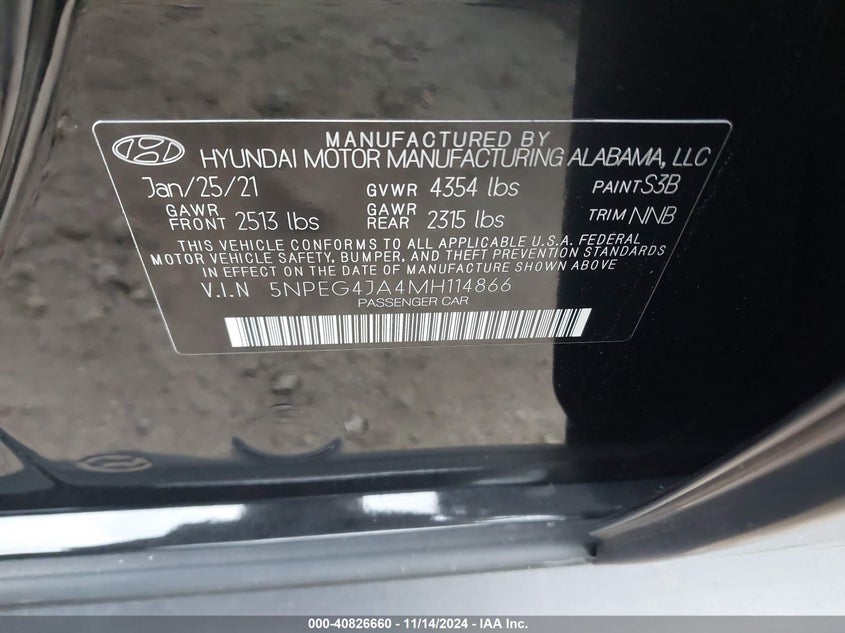 MANUFACTURED BY
HYUNDAI MOTOR MANUFACTURING ALABAMA, LLC
Jan/25/21 GVWR 4354 lbs PAINT S3B
GAWR FRONT 2513 lbs GAWR REAR 2315 lbs TRIM NNB
THIS VEHICLE CONFORMS TO ALL APPLICABLE U.S.A. FEDERAL
MOTOR VEHICLE SAFETY, BUMPER, AND THEFT PREVENTION STANDARDS
IN EFFECT ON THE DATE OF MANUFACTURE SHOWN ABOVE
V.I.N 5NPEG4JA4MH114866
PASSENGER CAR
000-40826660 - 11/14/2024 - IAA Inc.